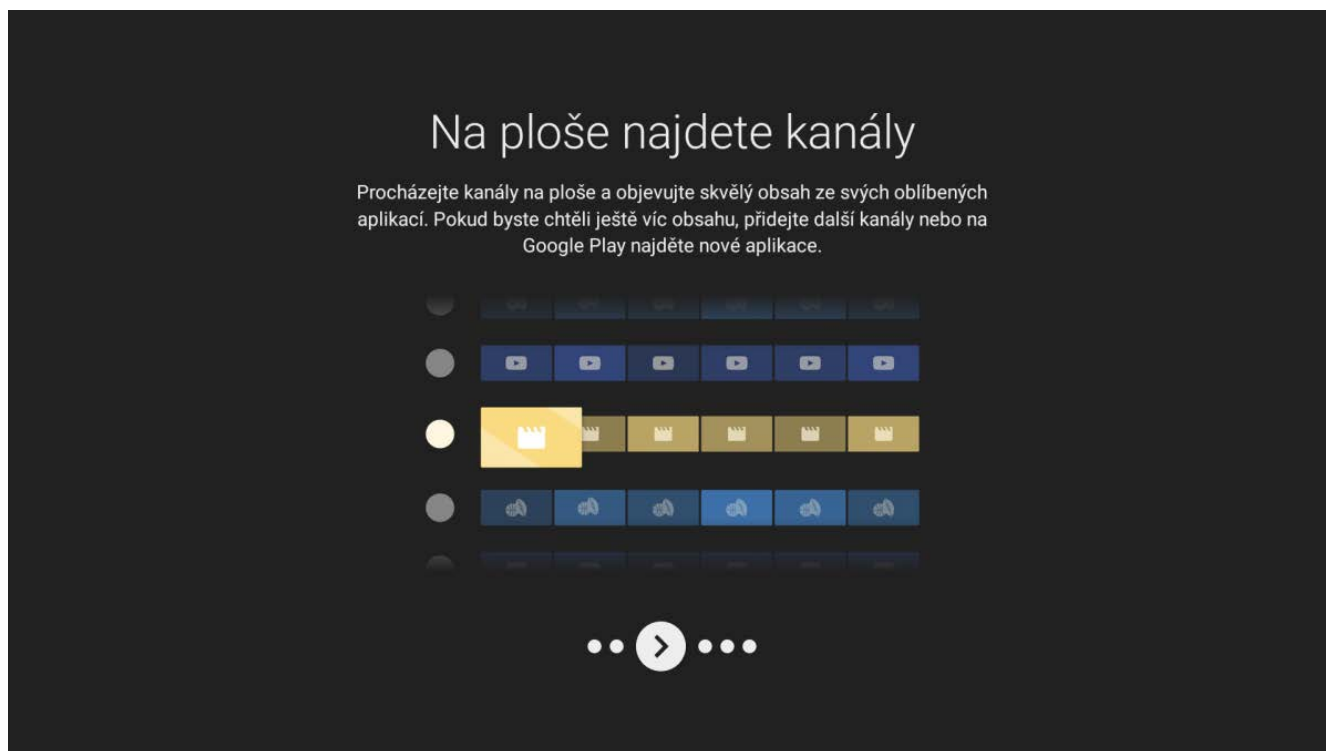 Na ploše najdete kanály
Procházejte kanály na ploše a objevujte skvělý obsah ze svých oblíbených
aplikací. Pokud byste chtěli ještě víc obsahu, přidejte další kanály nebo na
Google Play najděte nové aplikace.